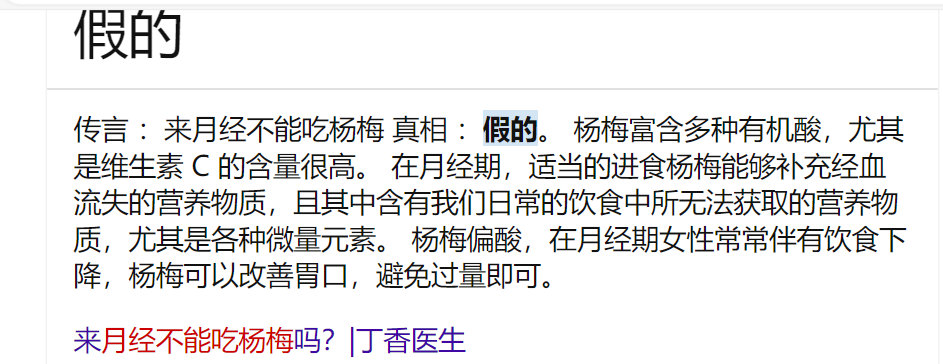 假的
传言： 来月经不能吃杨梅 真相： 假的。 杨梅富含多种有机酸，尤其
是维生素 C 的含量很高。 在月经期，适当的进食杨梅能够补充经血
流失的营养物质，且其中含有我们日常的饮食中所无法获取的营养物
质，尤其是各种微量元素。 杨梅偏酸，在月经期女性常常伴有饮食下
降，杨梅可以改善胃口，避免过量即可。
来月经不能吃杨梅吗？|丁香医生